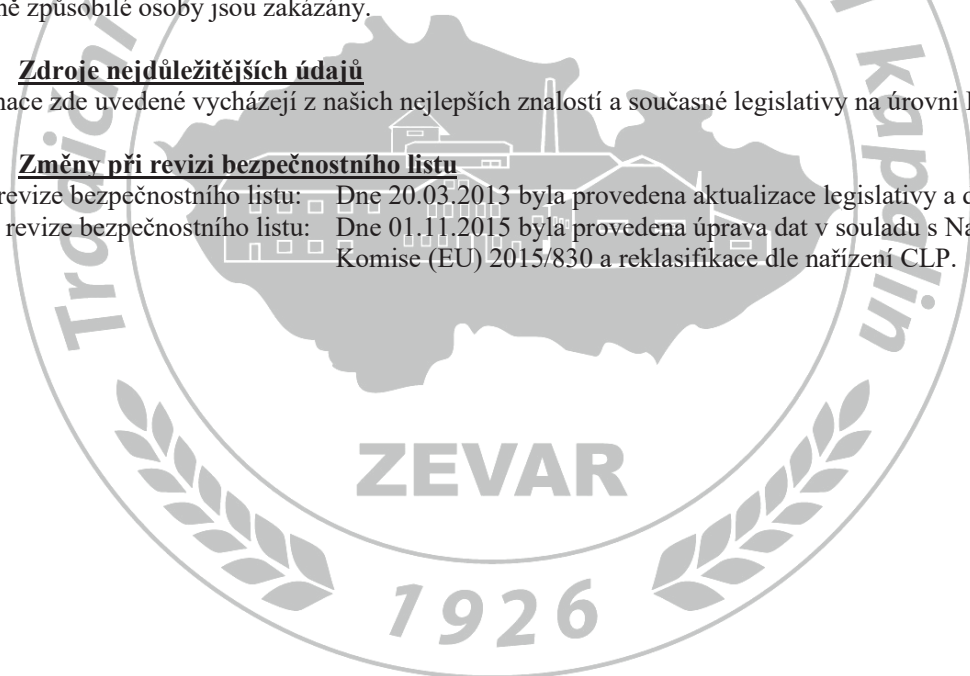 způsobilé osoby jsou zakázány.
Zdroje nejdůležitějších údajů
zde uvedené vycházejí z našich nejlepších znalostí a současné legislativy na úrovni
Změny při revizi bezpečnostního listu
revize bezpečnostního listu: Dne 20.03.2013 byla provedena aktualizace legislativy a
revize bezpečnostního listu: Dne 01.11.2015 byla provedena úprava dat v souladu s
Komise (EU) 2015/830 a reklasifikace dle nařízení CLP.
Tradiční
kapalin
ZEVAR
1926